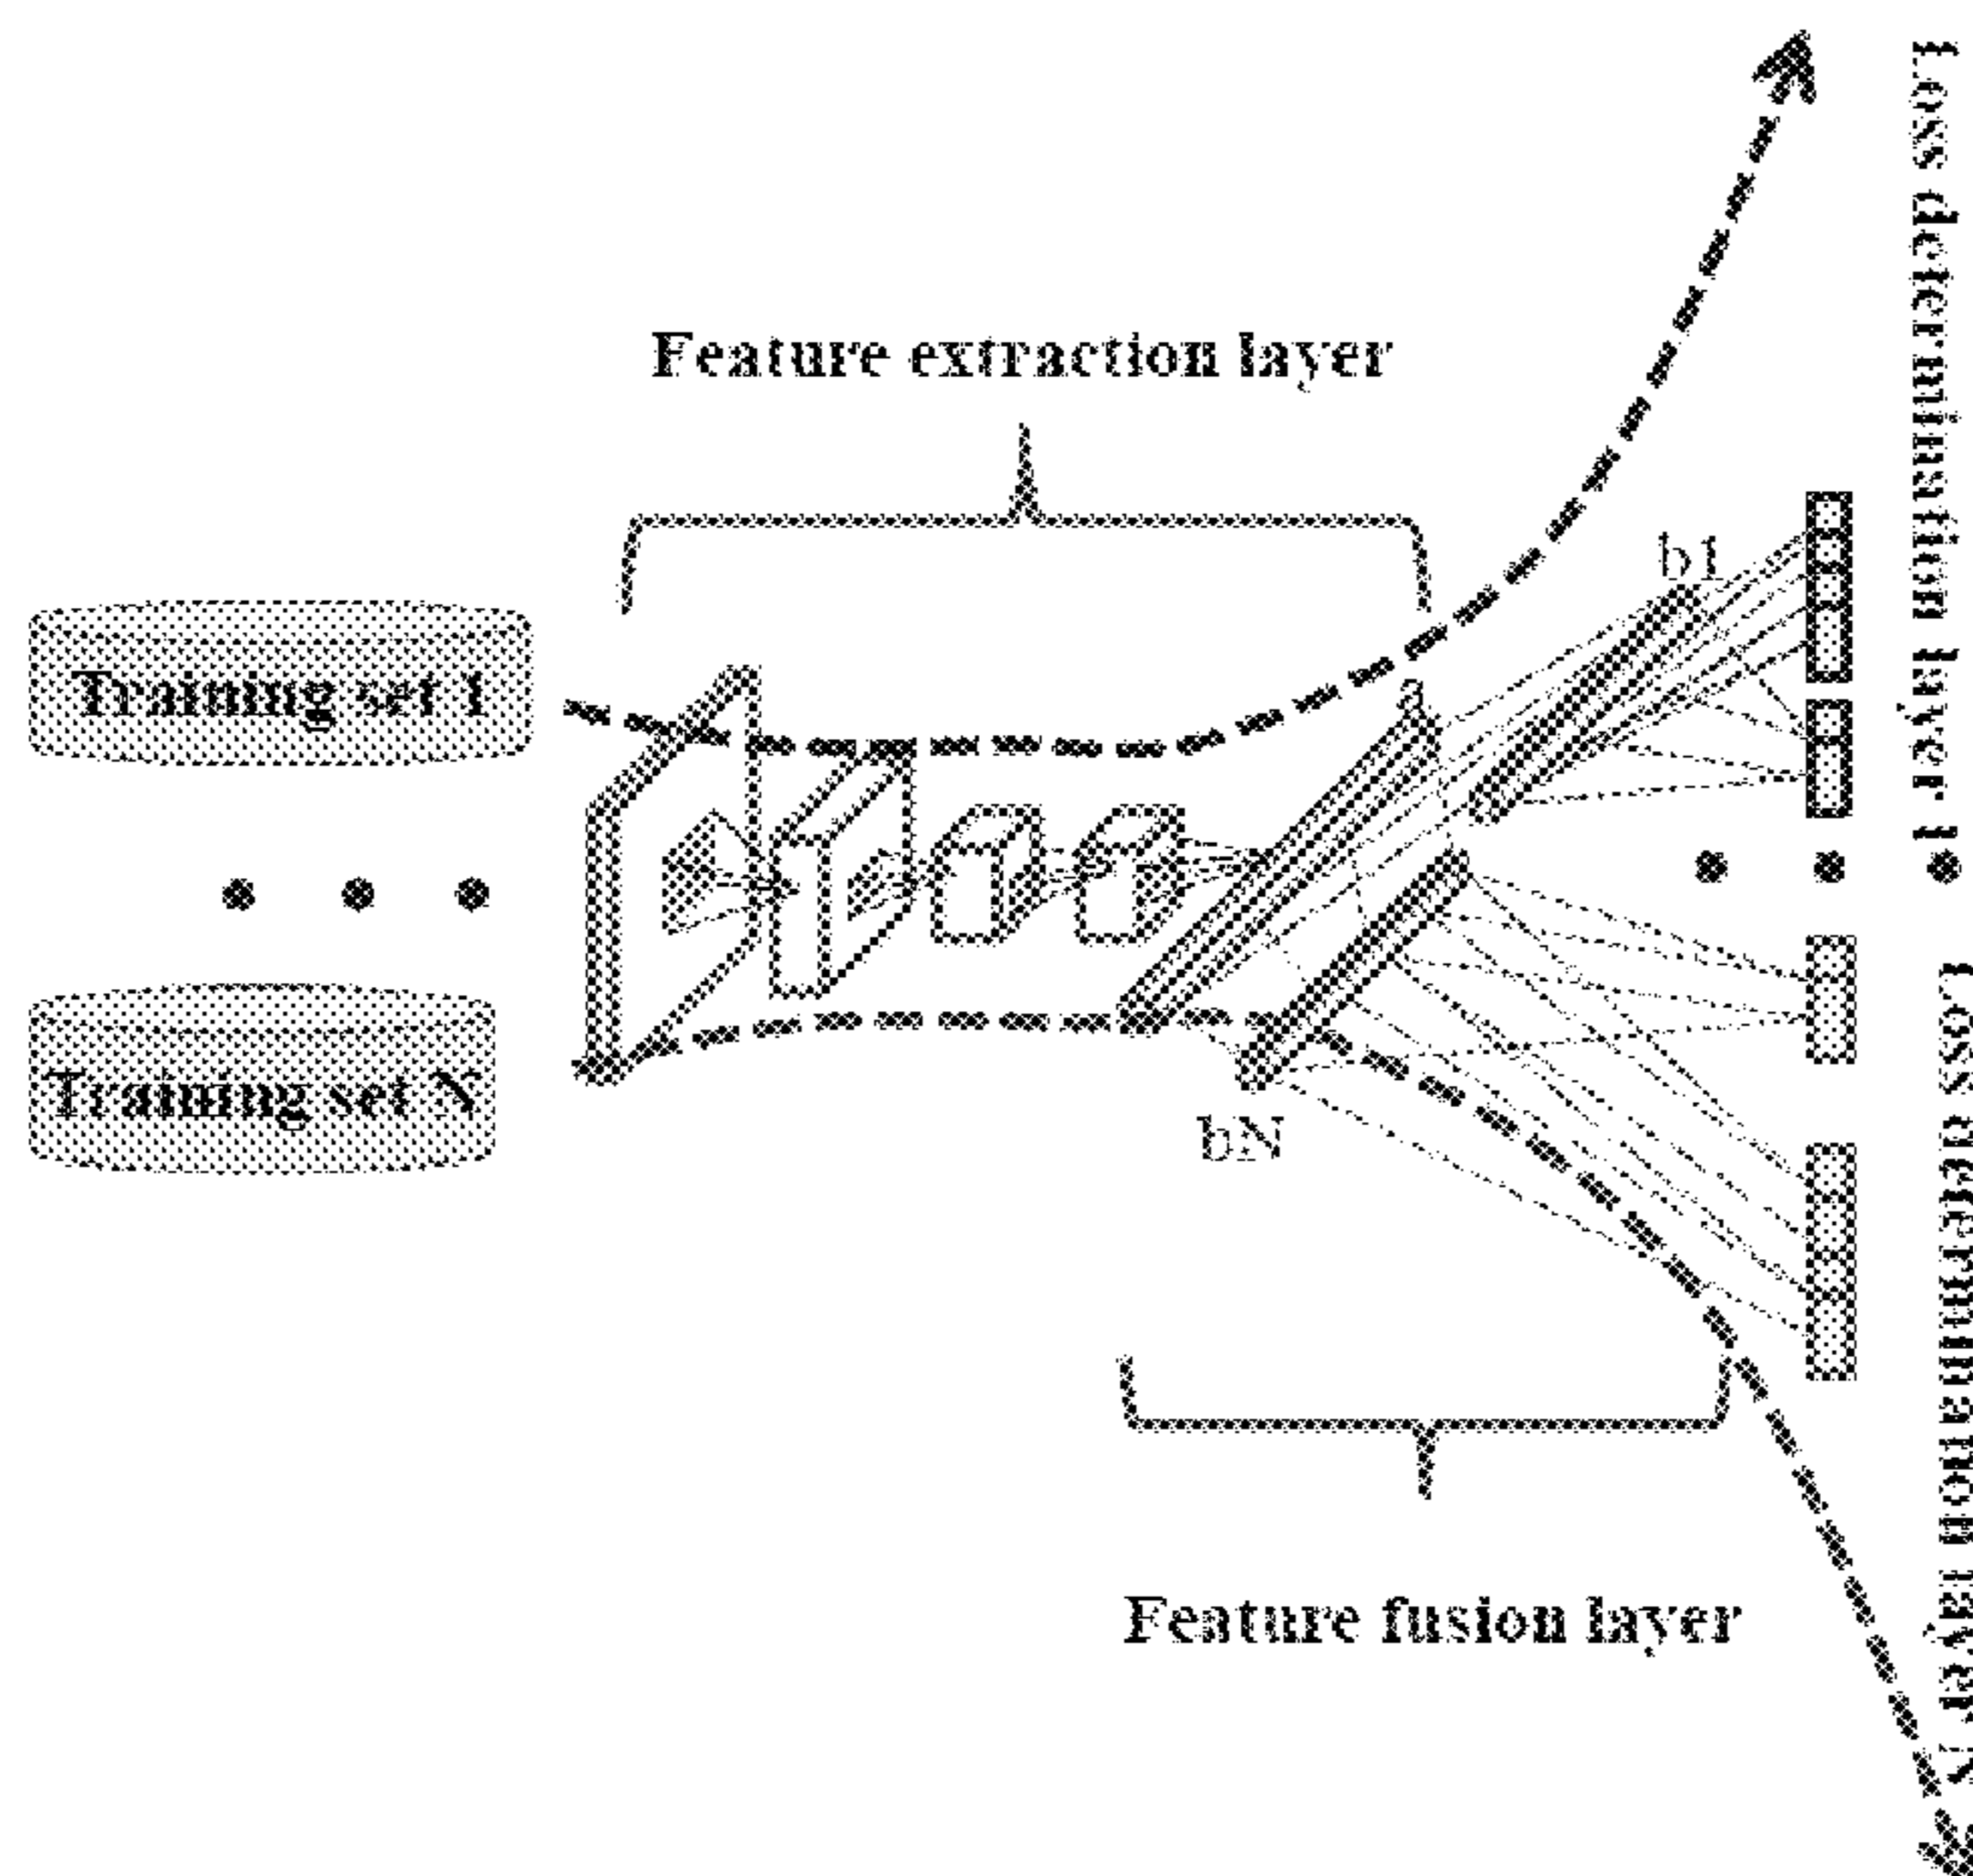 Feature extraction layer
Loss determination layer 1
b1
Training set 1
Training set N
bN
Loss determination layer N
Feature fusion layer